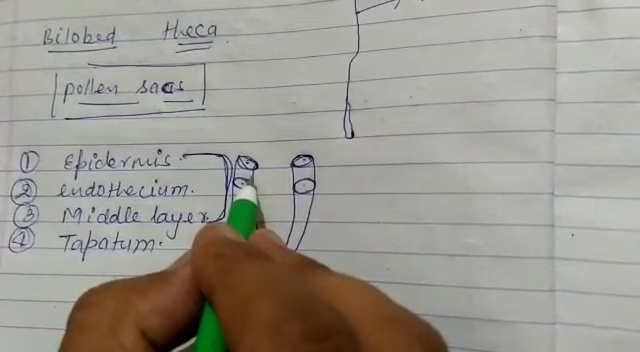 Bilobed Theca
pollen sacs
① Epidermis.
② endothecium.
③ Middle layer
④ Tapatum.